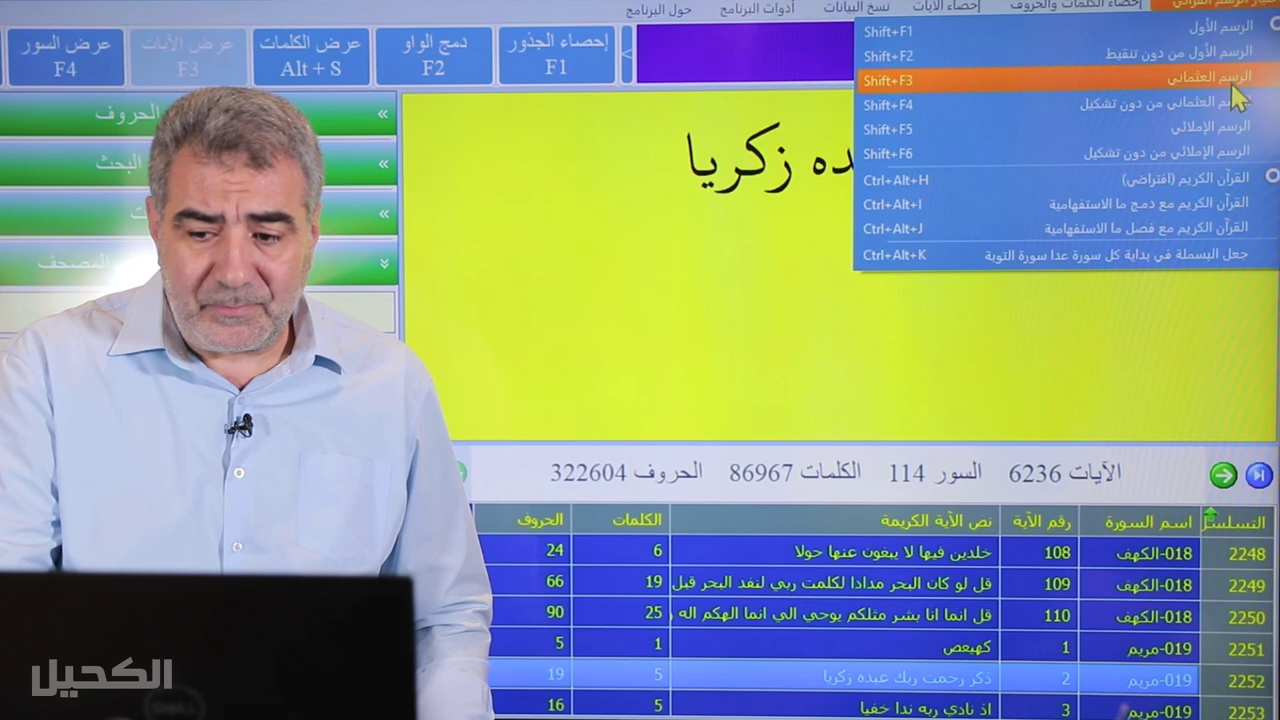 اختيار الرسم القرآني إحصاء الكلمات والحروف إحصاء الآيات نسخ البيانات أدوات البرنامج حول البرنامج
الرسم الأول Shift+F1
الرسم الأول من دون تنقيط Shift+F2
الرسم العثماني Shift+F3
الرسم العثماني من دون تشكيل Shift+F4
الرسم الإملائي Shift+F5
الرسم الإملائي من دون تشكيل Shift+F6
القرآن الكريم (افتراضي) Ctrl+Alt+H
القرآن الكريم مع دمج ما الاستفهامية Ctrl+Alt+I
القرآن الكريم مع فصل ما الاستفهامية Ctrl+Alt+J
جعل البسملة في بداية كل سورة عدا سورة التوبة Ctrl+Alt+K
إحصاء الجذور F1
دمج الواو F2
عرض الكلمات Alt + S
عرض الآيات F3
عرض السور F4
الحروف
البحث
المصحف
زكريا
الآيات 6236 السور 114 الكلمات 86967 الحروف 322604
التسلسل اسم السورة رقم الآية نص الآية الكريمة الكلمات الحروف
2248 018-الكهف 108 خلدين فيها لا يبغون عنها حولا 6 24
2249 018-الكهف 109 قل لو كان البحر مدادا لكلمت ربي لنفد البحر قبل 19 66
2250 018-الكهف 110 قل انما انا بشر مثلكم يوحي الي انما الهكم اله 25 90
2251 019-مريم 1 كهيعص 1 5
2252 019-مريم 2 ذكر رحمت ربك عبده زكريا 5 19
2253 019-مريم 3 اذ نادي ربه ندا خفيا 5 16
الكحيل